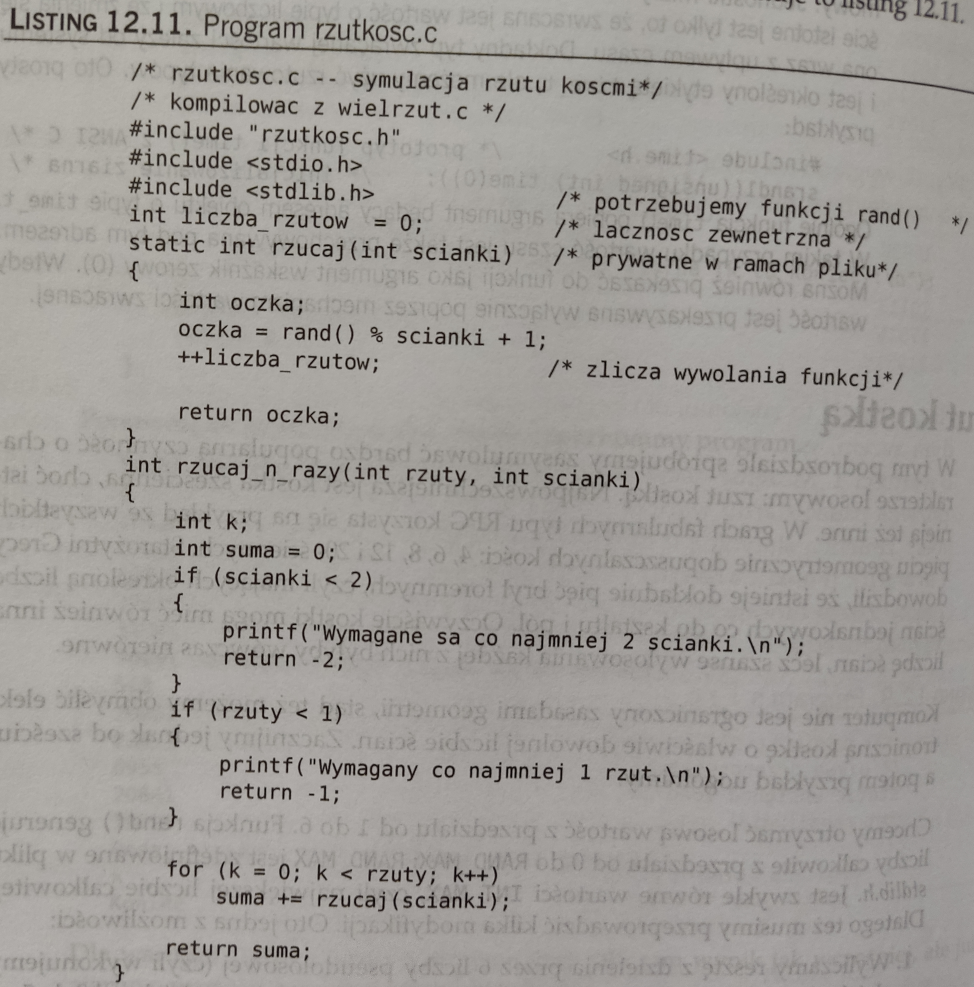 to listing 12.11.
LISTING 12.11. Program rzutkosc.c
/* rzutkosc.c -- symulacja rzutu koscmi*/
/* kompilowac z wielrzut.c */
#include "rzutkosc.h"
#include <stdio.h>
#include <stdlib.h> /* potrzebujemy funkcji rand() */
int liczba_rzutow = 0; /* lacznosc zewnetrzna */
static int rzucaj(int scianki) /* prywatne w ramach pliku*/
{
int oczka;
oczka = rand() % scianki + 1;
++liczba_rzutow; /* zlicza wywolania funkcji*/
return oczka;
}
int rzucaj_n_razy(int rzuty, int scianki)
{
int k;
int suma = 0;
if (scianki < 2)
{
printf("Wymagane sa co najmniej 2 scianki.\n");
return -2;
}
if (rzuty < 1)
{
printf("Wymagany co najmniej 1 rzut.\n");
return -1;
}
for (k = 0; k < rzuty; k++)
suma += rzucaj(scianki);
return suma;
}